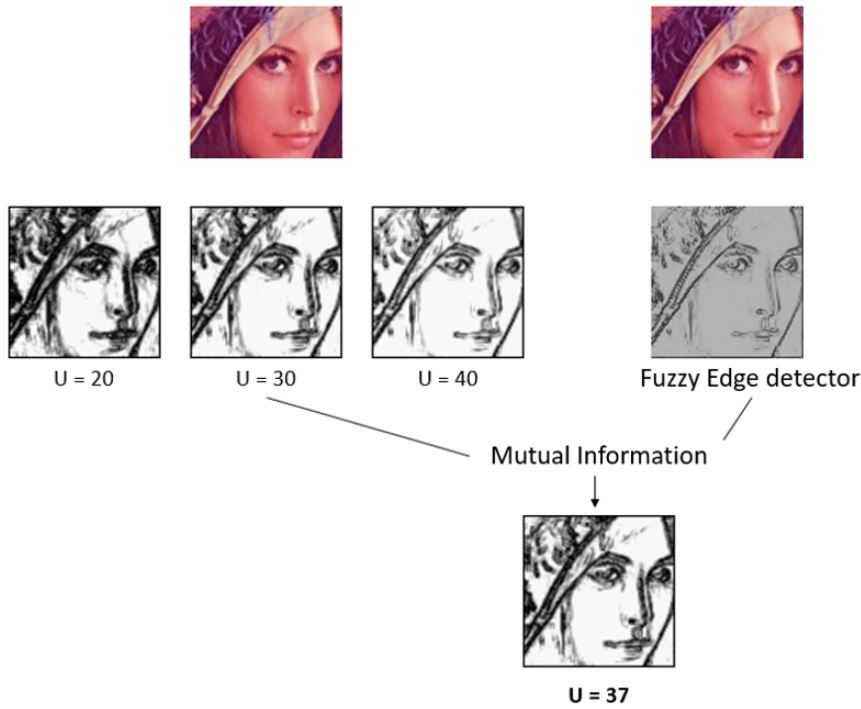 U = 20
U = 30
U = 40
Fuzzy Edge detector
Mutual Information
U = 37